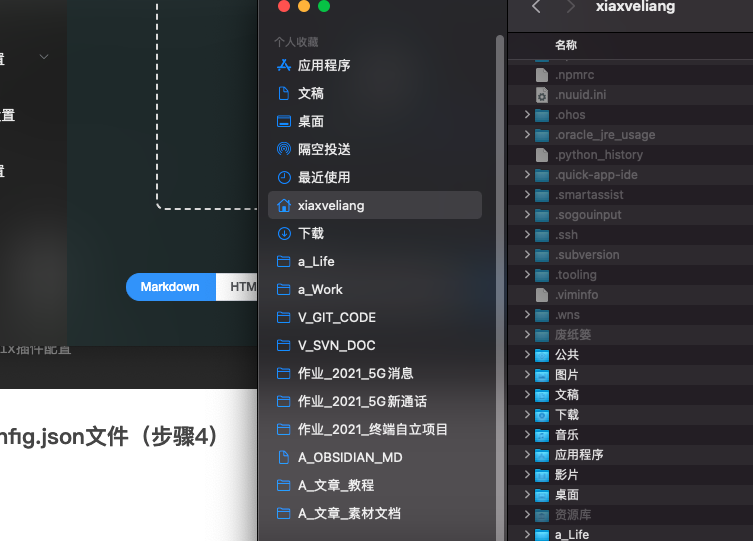 置
置
置
Markdown
HTM
IX插件配置
nfig.json文件（步骤4）
个人收藏
应用程序
文稿
桌面
隔空投送
最近使用
xiaxveliang
下载
a_Life
a_Work
V_GIT_CODE
V_SVN_DOC
作业_2021_5G消息
作业_2021_5G新通话
作业_2021_终端自立项目
A_OBSIDIAN_MD
A_文章_教程
A_文章_素材文档
xiaxveliang
名称
.npmrc
.nuuid.ini
.ohos
.oracle_jre_usage
.python_history
.quick-app-ide
.smartassist
.sogouinput
.ssh
.subversion
.tooling
.viminfo
.wns
废纸篓
公共
图片
文稿
下载
音乐
应用程序
影片
桌面
资源库
a_Life